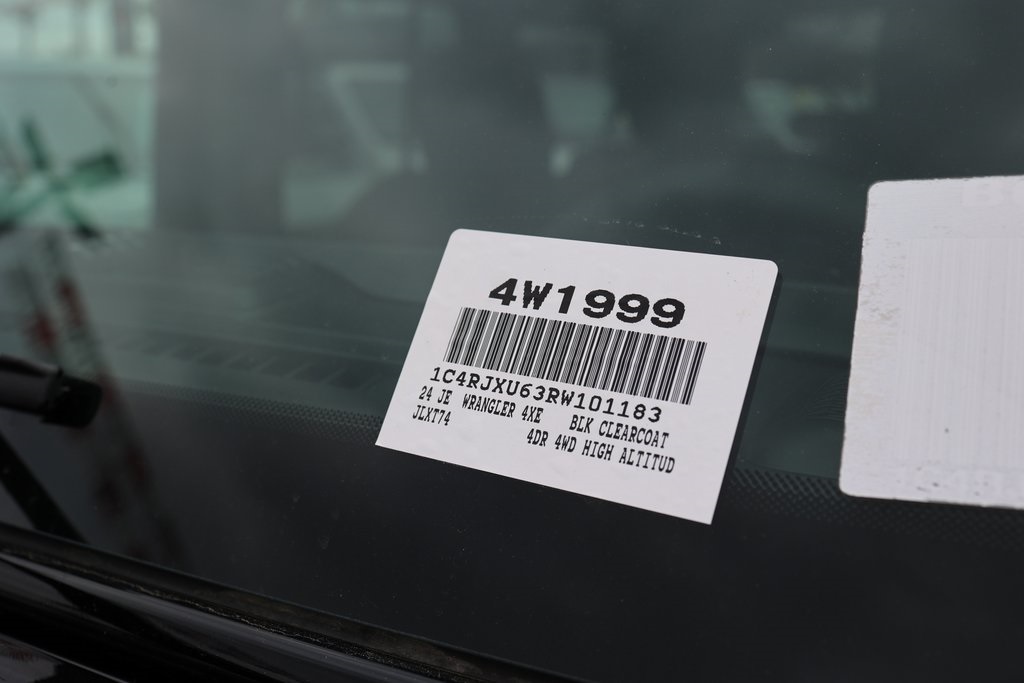 4W1999
1C4RJXU63RW101183
24 JE WRANGLER 4XE BLK CLEARCOAT
JLXT74 4DR 4WD HIGH ALTITUD